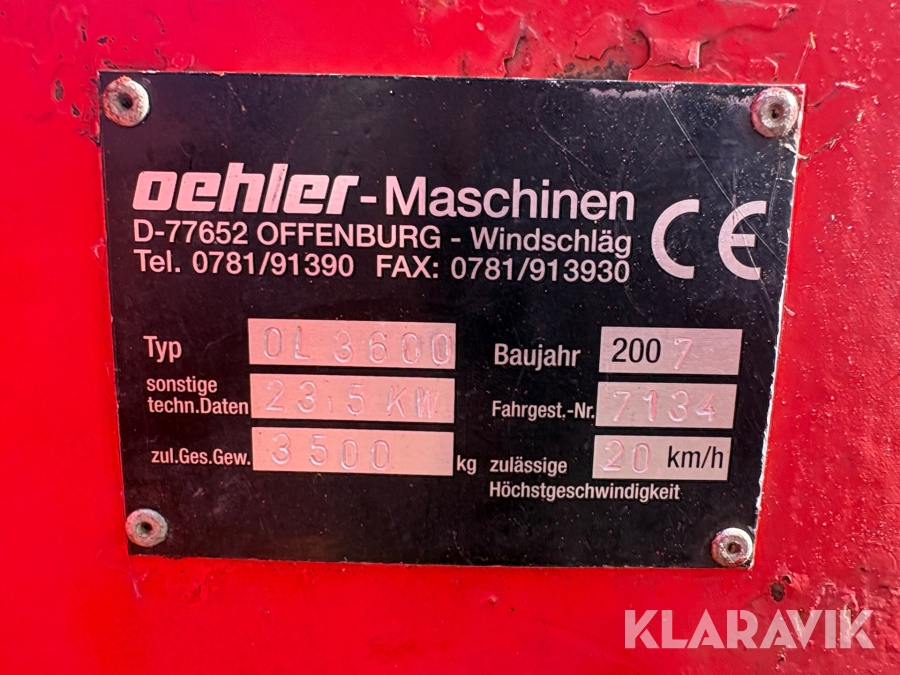 oehler-Maschinen
D-77652 OFFENBURG - Windschläg
Tel. 0781/91390 FAX: 0781/913930
CE
Typ OL 3600
Baujahr 2007
sonstige
techn.Daten 23,5 KW
Fahrgest.-Nr. 7134
zul.Ges.Gew. 3500 kg
zulässige 20 km/h
Höchstgeschwindigkeit
KLARAVIK